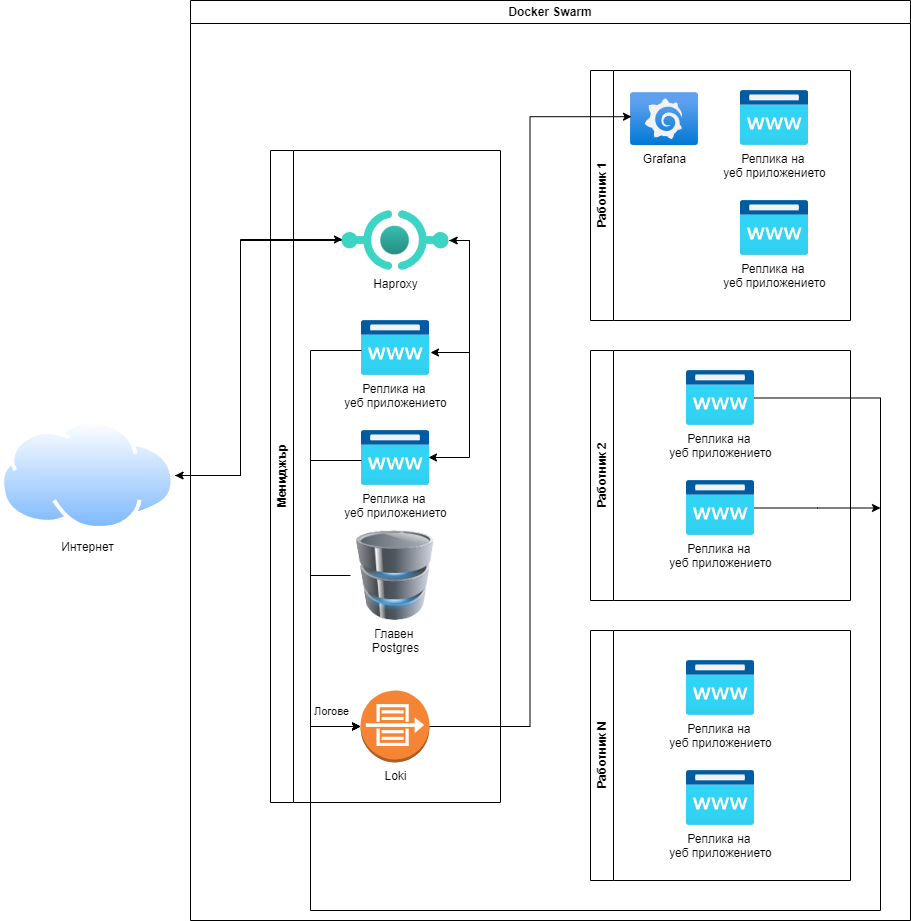 Docker Swarm
Мениджър
Haproxy
www
Реплика на
уеб приложението
www
Реплика на
уеб приложението
Главен
Postgres
Логове
Loki
Интернет
Работник 1
Grafana
www
Реплика на
уеб приложението
www
Реплика на
уеб приложението
Работник 2
www
Реплика на
уеб приложението
www
Реплика на
уеб приложението
Работник N
www
Реплика на
уеб приложението
www
Реплика на
уеб приложението